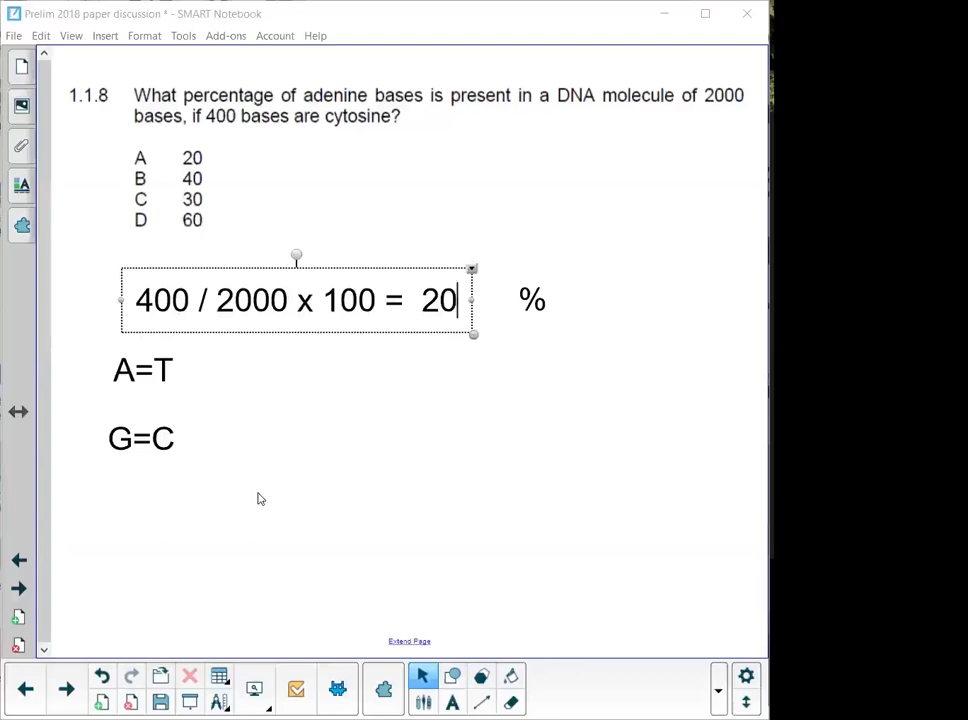 Prelim 2018 paper discussion * - SMART Notebook
File Edit View Insert Format Tools Add-ons Account Help
1.1.8 What percentage of adenine bases is present in a DNA molecule of 2000
bases, if 400 bases are cytosine?
A 20
B 40
C 30
D 60
400 / 2000 x 100 = 20 %
A=T
G=C
Extend Page